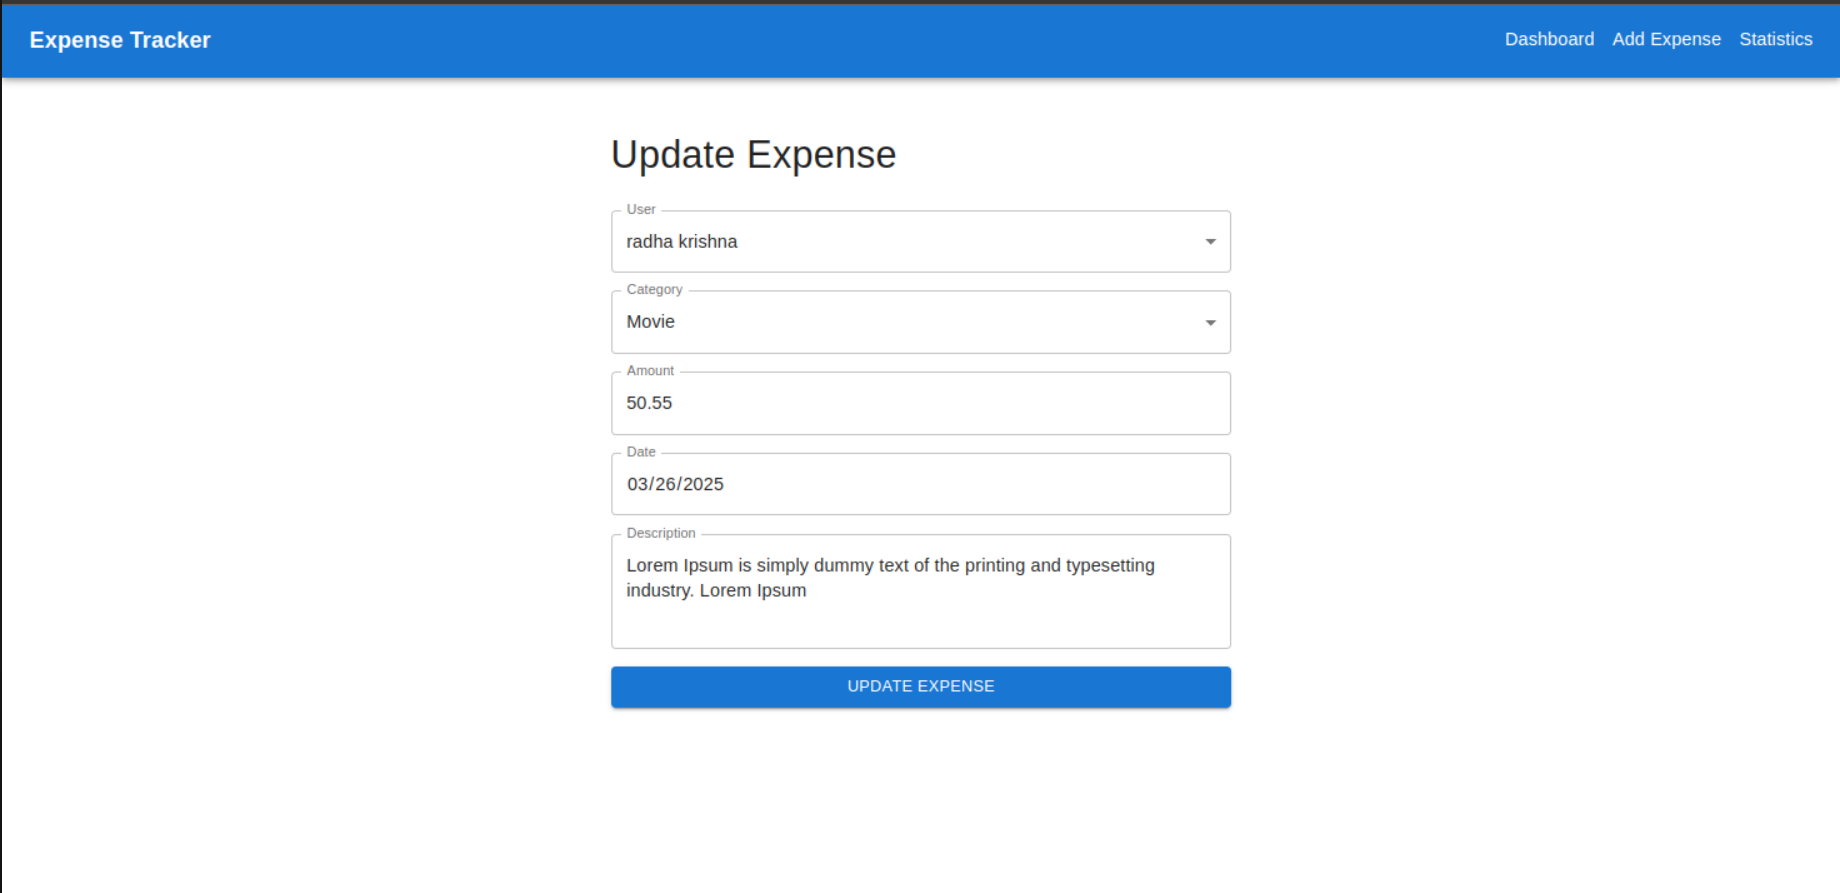 Expense Tracker
Dashboard Add Expense Statistics
Update Expense
User
radha krishna
Category
Movie
Amount
50.55
Date
03/26/2025
Description
Lorem Ipsum is simply dummy text of the printing and typesetting
industry. Lorem Ipsum
UPDATE EXPENSE